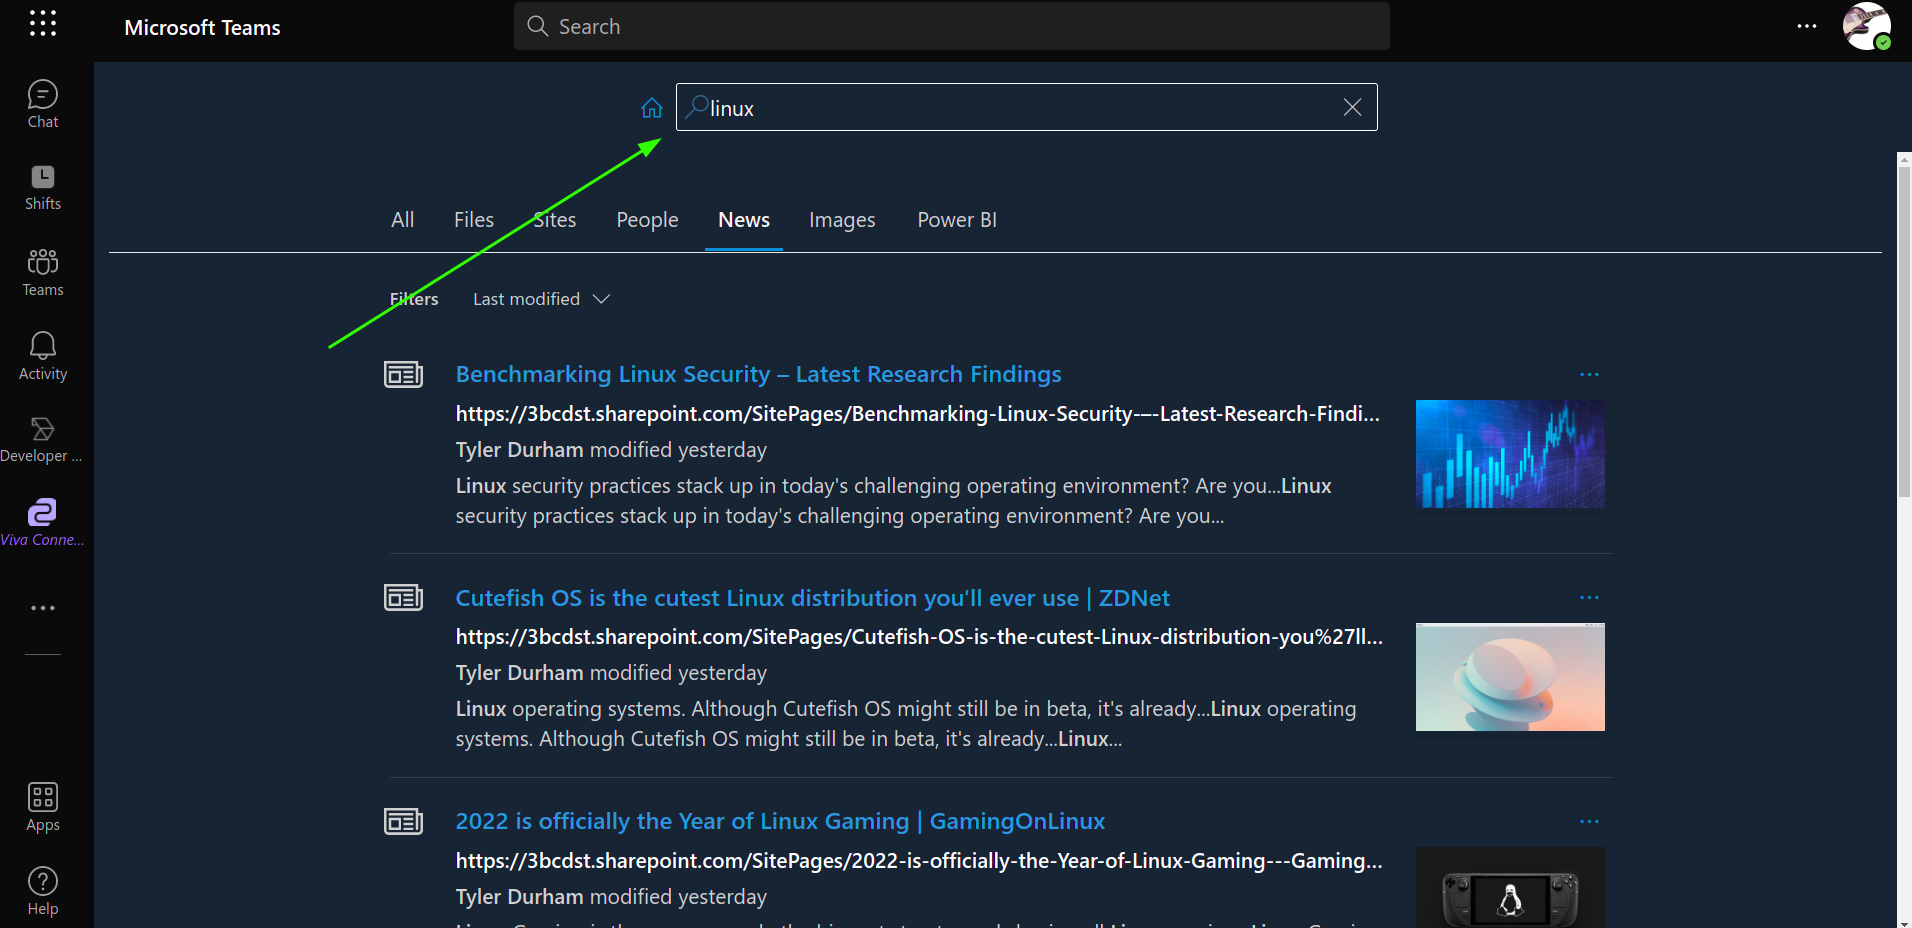 Microsoft Teams
Search
Chat
Shifts
Teams
Activity
Developer ...
Viva Conne...
Apps
Help
linux
All Files Sites People News Images Power BI
Filters Last modified
Benchmarking Linux Security – Latest Research Findings
https://3bcdst.sharepoint.com/SitePages/Benchmarking-Linux-Security-–-Latest-Research-Findi...
Tyler Durham modified yesterday
Linux security practices stack up in today's challenging operating environment? Are you...Linux
security practices stack up in today's challenging operating environment? Are you...
Cutefish OS is the cutest Linux distribution you'll ever use | ZDNet
https://3bcdst.sharepoint.com/SitePages/Cutefish-OS-is-the-cutest-Linux-distribution-you%27ll...
Tyler Durham modified yesterday
Linux operating systems. Although Cutefish OS might still be in beta, it's already...Linux operating
systems. Although Cutefish OS might still be in beta, it's already...Linux...
2022 is officially the Year of Linux Gaming | GamingOnLinux
https://3bcdst.sharepoint.com/SitePages/2022-is-officially-the-Year-of-Linux-Gaming---Gaming...
Tyler Durham modified yesterday